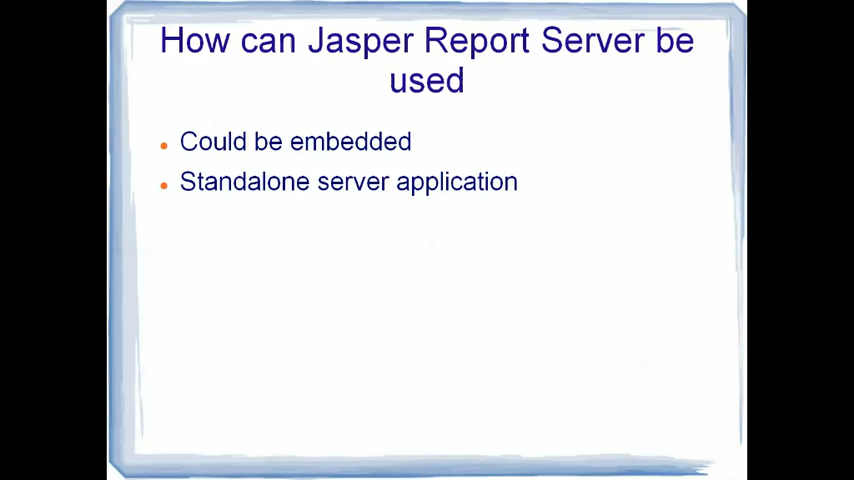 How can Jasper Report Server be
used
Could be embedded
Standalone server application